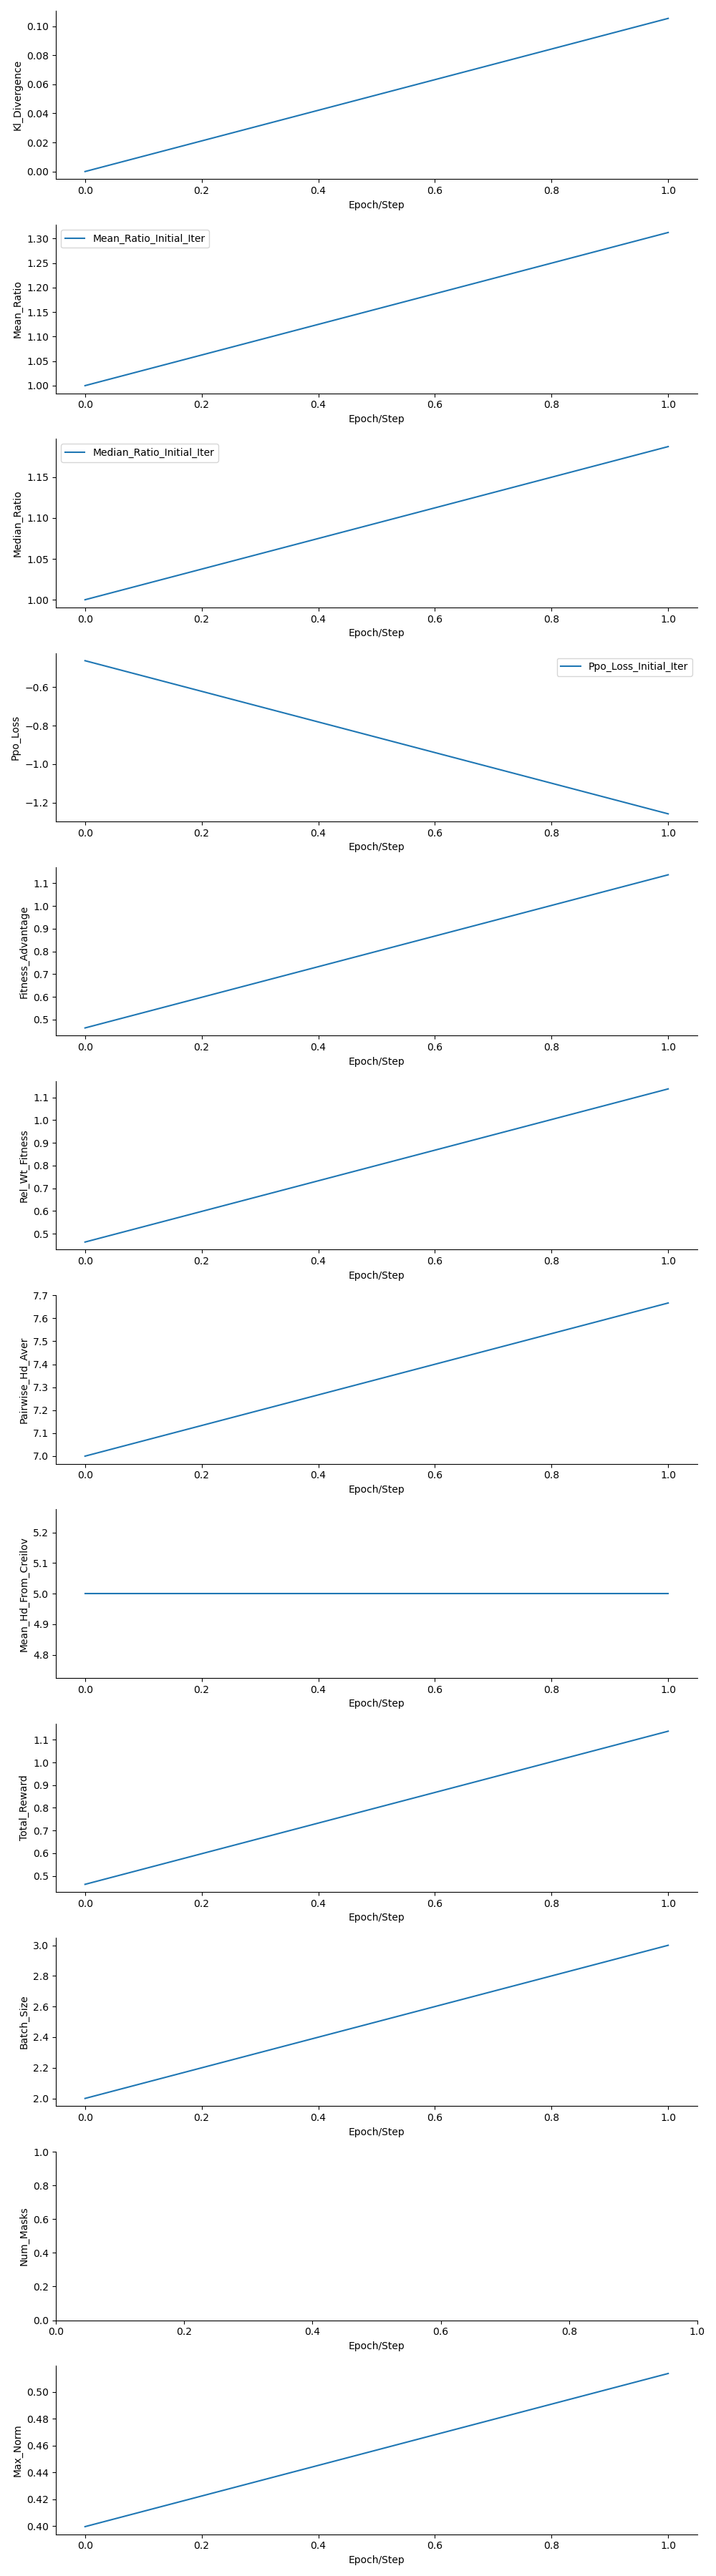 0.10
0.08
0.06
0.04
0.02
0.00
Kl_Divergence
0.0 0.2 0.4 0.6 0.8 1.0
Epoch/Step
Mean_Ratio_Initial_Iter
1.30
1.25
1.20
1.15
1.10
1.05
1.00
Mean_Ratio
0.0 0.2 0.4 0.6 0.8 1.0
Epoch/Step
Median_Ratio_Initial_Iter
1.15
1.10
1.05
1.00
Median_Ratio
0.0 0.2 0.4 0.6 0.8 1.0
Epoch/Step
Ppo_Loss_Initial_Iter
−0.6
−0.8
−1.0
−1.2
Ppo_Loss
0.0 0.2 0.4 0.6 0.8 1.0
Epoch/Step
1.1
1.0
0.9
0.8
0.7
0.6
0.5
Fitness_Advantage
0.0 0.2 0.4 0.6 0.8 1.0
Epoch/Step
1.1
1.0
0.9
0.8
0.7
0.6
0.5
Rel_Wt_Fitness
0.0 0.2 0.4 0.6 0.8 1.0
Epoch/Step
7.7
7.6
7.5
7.4
7.3
7.2
7.1
7.0
Pairwise_Hd_Aver
0.0 0.2 0.4 0.6 0.8 1.0
Epoch/Step
5.2
5.1
5.0
4.9
4.8
Mean_Hd_From_Creilov
0.0 0.2 0.4 0.6 0.8 1.0
Epoch/Step
1.1
1.0
0.9
0.8
0.7
0.6
0.5
Total_Reward
0.0 0.2 0.4 0.6 0.8 1.0
Epoch/Step
3.0
2.8
2.6
2.4
2.2
2.0
Batch_Size
0.0 0.2 0.4 0.6 0.8 1.0
Epoch/Step
1.0
0.8
0.6
0.4
0.2
0.0
Num_Masks
0.0 0.2 0.4 0.6 0.8 1.0
Epoch/Step
0.50
0.48
0.46
0.44
0.42
0.40
Max_Norm
0.0 0.2 0.4 0.6 0.8 1.0
Epoch/Step